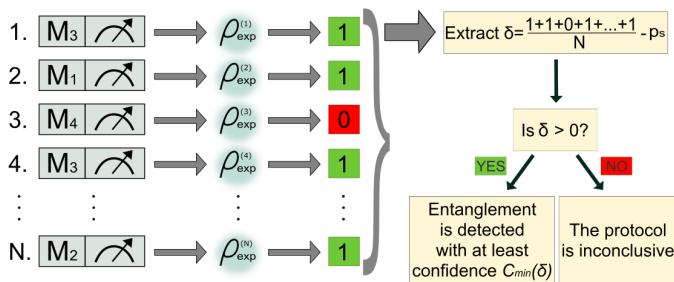 1. M₃ ρexp⁽¹⁾ 1
2. M₁ ρexp⁽²⁾ 1
3. M₄ ρexp⁽³⁾ 0
4. M₃ ρexp⁽⁴⁾ 1
N. M₂ ρexp⁽ᴺ⁾ 1
Extract δ=(1+1+0+1+...+1)/N - pₛ
Is δ > 0?
YES
NO
Entanglement
is detected
with at least
confidence Cmin(δ)
The protocol
is inconclusive